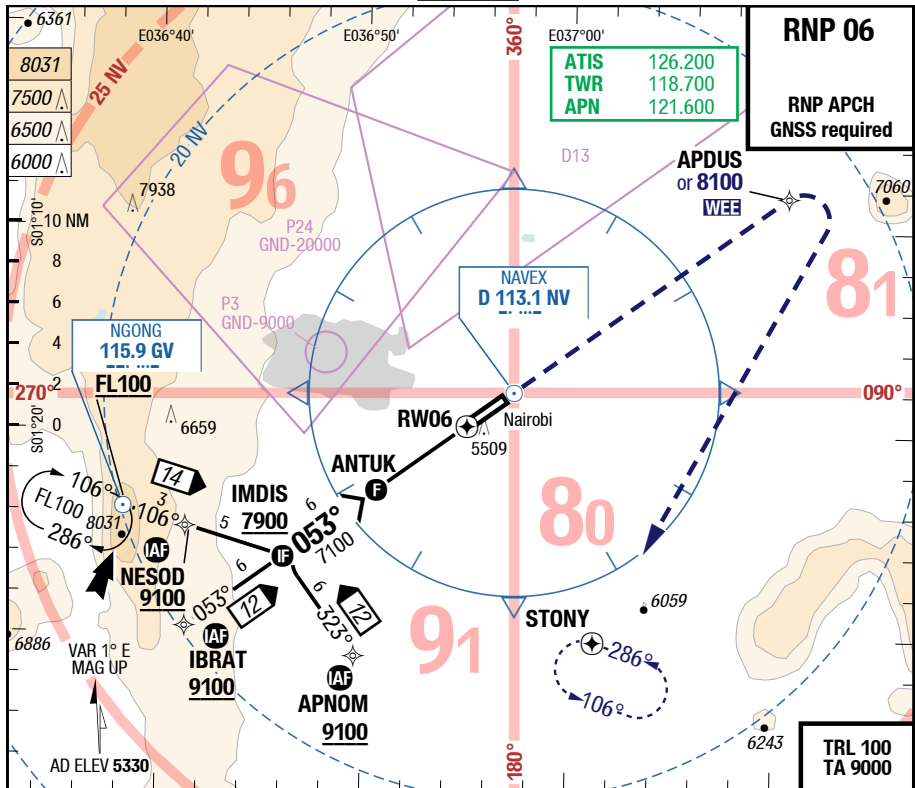 6361
E036°40'
E036°50'
360°
E037°00'
RNP 06
RNP APCH
GNSS required
ATIS 126.200
TWR 118.700
APN 121.600
8031
7500
6500
6000
25 NV
20 NV
96
7938
D13
APDUS
or 8100
WEE
7060
S01°10'
10 NM
8
6
4
2
0
P24
GND-20000
P3
GND-9000
NAVEX
D 113.1 NV
81
NGONG
115.9 GV
FL100
270°
090°
S01°20'
6659
RW06
Nairobi
5509
ANTUK
F
14
IMDIS
7900
6
053°
7100
80
106°
FL100
286°
8031
3
106°
5
IF
IAF
NESOD
9100
6
053°
12
6
323°
12
IAF
IBRAT
9100
IAF
APNOM
9100
91
STONY
6059
286°
106°
6886
VAR 1° E
MAG UP
AD ELEV 5330
180°
6243
TRL 100
TA 9000